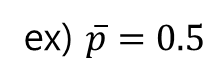 ex) p̄ = 0.5